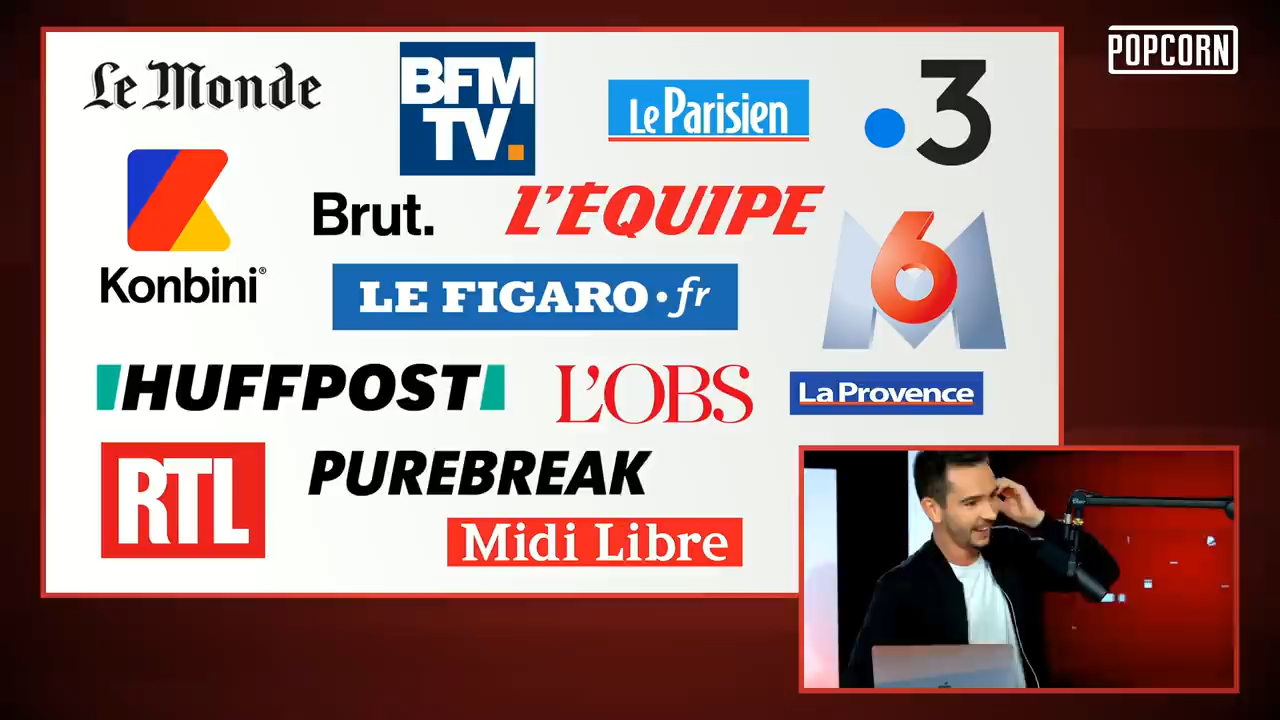 POPCORN
Le Monde
BFM
TV.
Le Parisien
3
Konbini®
Brut.
L'ÉQUIPE
M6
LE FIGARO·fr
HUFFPOST
L'OBS
La Provence
RTL
PUREBREAK
Midi Libre